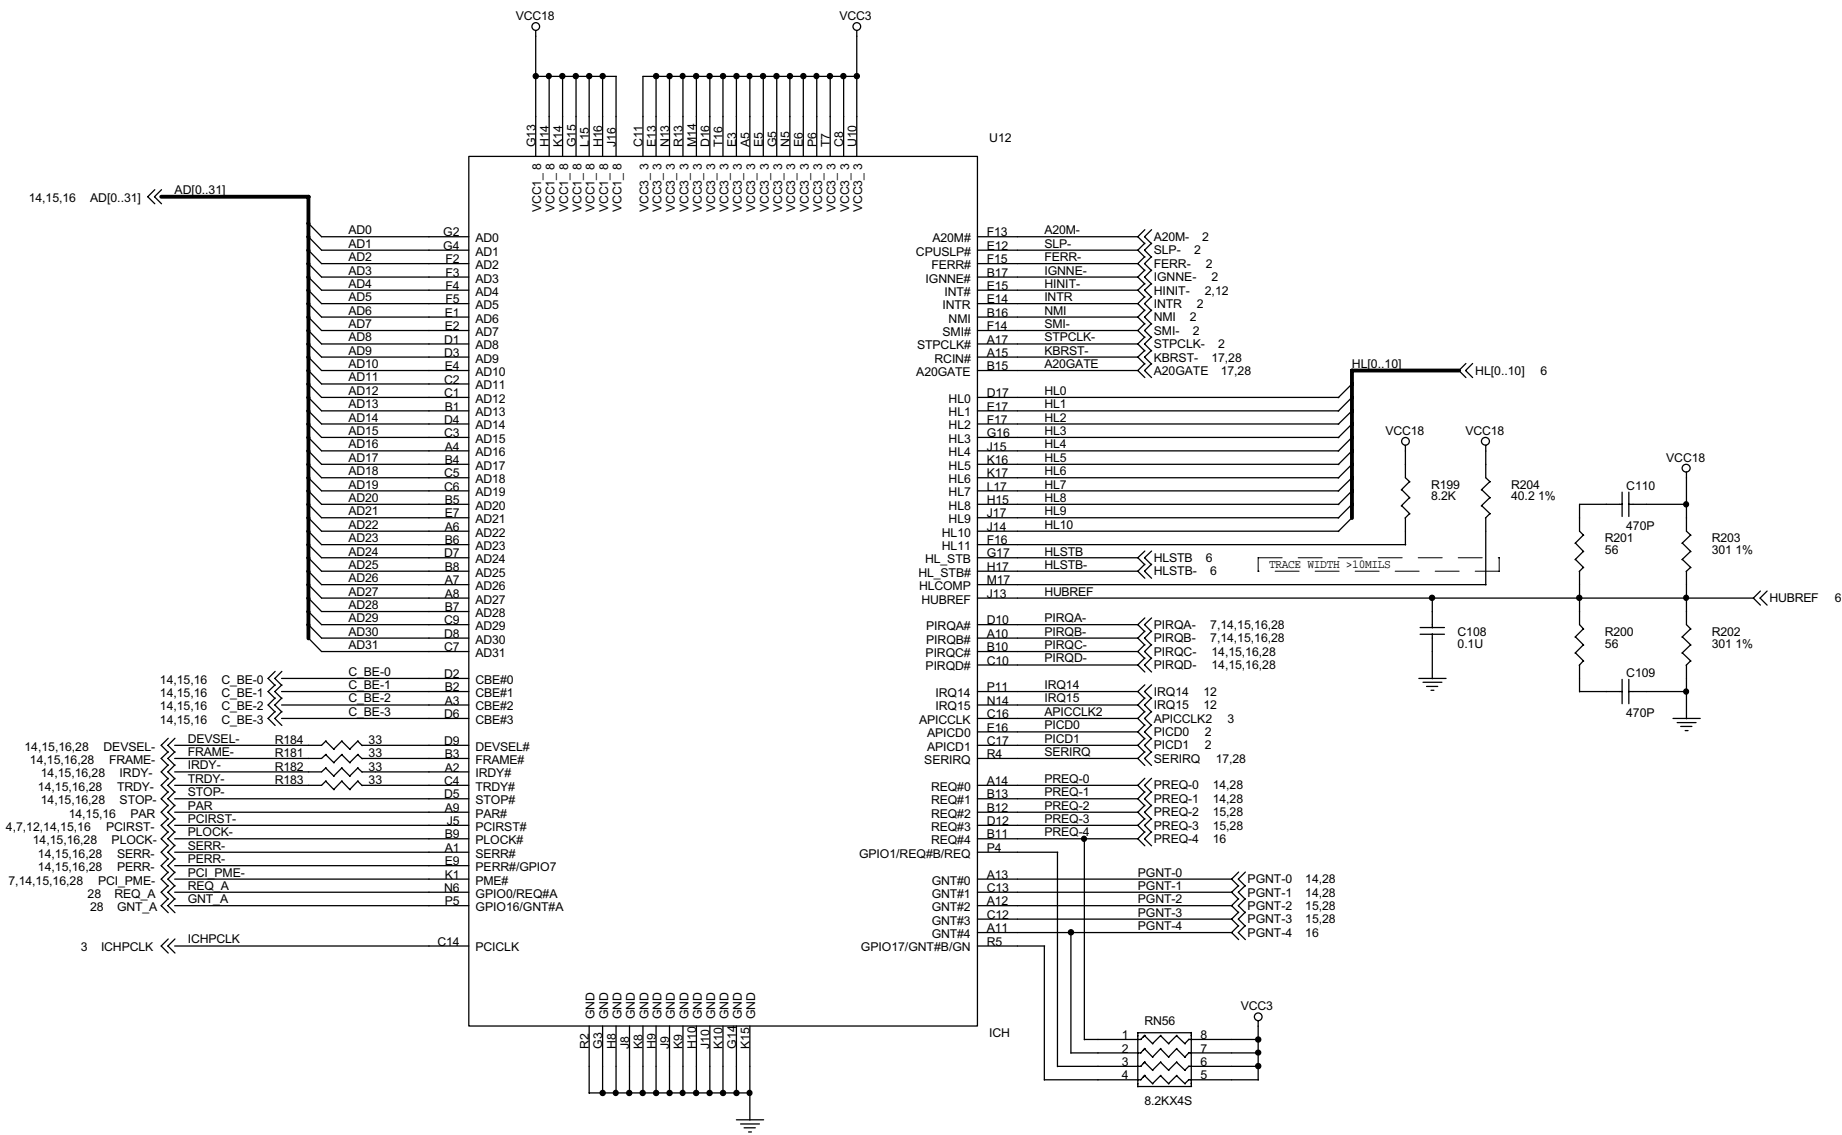 VCC18
VCC3
G13 H14 K14 G15 L15 H16 J16
C11 E13 N13 R13 M14 D16 T16 E3 A5 E5 G5 N5 E6 P6 T7 C8 U10
U12
VCC1_8 VCC1_8 VCC1_8 VCC1_8 VCC1_8 VCC1_8 VCC1_8
VCC3_3 VCC3_3 VCC3_3 VCC3_3 VCC3_3 VCC3_3 VCC3_3 VCC3_3 VCC3_3 VCC3_3 VCC3_3 VCC3_3 VCC3_3 VCC3_3 VCC3_3 VCC3_3 VCC3_3
14,15,16 AD[0..31] AD[0..31]
AD0 G2 AD0
AD1 G4 AD1
AD2 F2 AD2
AD3 F3 AD3
AD4 F4 AD4
AD5 F5 AD5
AD6 E1 AD6
AD7 E2 AD7
AD8 D1 AD8
AD9 D3 AD9
AD10 E4 AD10
AD11 C2 AD11
AD12 C1 AD12
AD13 B1 AD13
AD14 D4 AD14
AD15 C3 AD15
AD16 A4 AD16
AD17 B4 AD17
AD18 C5 AD18
AD19 C6 AD19
AD20 B5 AD20
AD21 E7 AD21
AD22 A6 AD22
AD23 B6 AD23
AD24 D7 AD24
AD25 B8 AD25
AD26 A7 AD26
AD27 A8 AD27
AD28 B7 AD28
AD29 C9 AD29
AD30 D8 AD30
AD31 C7 AD31
14,15,16 C_BE-0 C_BE-0 D2 CBE#0
14,15,16 C_BE-1 C_BE-1 B2 CBE#1
14,15,16 C_BE-2 C_BE-2 A3 CBE#2
14,15,16 C_BE-3 C_BE-3 D6 CBE#3
14,15,16,28 DEVSEL- DEVSEL- R184 33 D9 DEVSEL#
14,15,16,28 FRAME- FRAME- R181 33 B3 FRAME#
14,15,16,28 IRDY- IRDY- R182 33 A2 IRDY#
14,15,16,28 TRDY- TRDY- R183 33 C4 TRDY#
14,15,16,28 STOP- STOP- D5 STOP#
14,15,16 PAR PAR A9 PAR#
4,7,12,14,15,16 PCIRST- PCIRST- J5 PCIRST#
14,15,16,28 PLOCK- PLOCK- B9 PLOCK#
14,15,16,28 SERR- SERR- A1 SERR#
14,15,16,28 PERR- PERR- E9 PERR#/GPIO7
7,14,15,16,28 PCI_PME- PCI_PME- K1 PME#
28 REQ_A REQ_A N6 GPIO0/REQ#A
28 GNT_A GNT_A P5 GPIO16/GNT#A
3 ICHPCLK ICHPCLK C14 PCICLK
A20M# F13 A20M- A20M- 2
CPUSLP# E12 SLP- SLP- 2
FERR# F15 FERR- FERR- 2
IGNNE# B17 IGNNE- IGNNE- 2
INT# E15 HINIT- HINIT- 2,12
INTR E14 INTR INTR 2
NMI B16 NMI NMI 2
SMI# F14 SMI- SMI- 2
STPCLK# A17 STPCLK- STPCLK- 2
RCIN# A15 KBRST- KBRST- 17,28
A20GATE B15 A20GATE A20GATE 17,28
HL[0..10] HL[0..10] 6
HL0 D17 HL0
HL1 E17 HL1
HL2 F17 HL2
HL3 G16 HL3
HL4 J15 HL4
HL5 K16 HL5
HL6 K17 HL6
HL7 L17 HL7
HL8 H15 HL8
HL9 J17 HL9
HL10 J14 HL10
HL11 F16
HL_STB G17 HLSTB HLSTB 6
HL_STB# H17 HLSTB- HLSTB- 6
HLCOMP M17
HUBREF J13 HUBREF HUBREF 6
TRACE WIDTH >10MILS
VCC18
R199
8.2K
VCC18
R204
40.2 1%
VCC18
C110
470P
R201
56
R203
301 1%
C108
0.1U
R200
56
R202
301 1%
C109
470P
PIRQA# D10 PIRQA- PIRQA- 7,14,15,16,28
PIRQB# A10 PIRQB- PIRQB- 7,14,15,16,28
PIRQC# B10 PIRQC- PIRQC- 14,15,16,28
PIRQD# C10 PIRQD- PIRQD- 14,15,16,28
IRQ14 P11 IRQ14 IRQ14 12
IRQ15 N14 IRQ15 IRQ15 12
APICCLK C16 APICCLK2 APICCLK2 3
APICD0 E16 PICD0 PICD0 2
APICD1 C17 PICD1 PICD1 2
SERIRQ R4 SERIRQ SERIRQ 17,28
REQ#0 A14 PREQ-0 PREQ-0 14,28
REQ#1 B13 PREQ-1 PREQ-1 14,28
REQ#2 B12 PREQ-2 PREQ-2 15,28
REQ#3 D12 PREQ-3 PREQ-3 15,28
REQ#4 B11 PREQ-4 PREQ-4 16
GPIO1/REQ#B/REQ P4
GNT#0 A13 PGNT-0 PGNT-0 14,28
GNT#1 C13 PGNT-1 PGNT-1 14,28
GNT#2 A12 PGNT-2 PGNT-2 15,28
GNT#3 C12 PGNT-3 PGNT-3 15,28
GNT#4 A11 PGNT-4 PGNT-4 16
GPIO17/GNT#B/GN R5
GND GND GND GND GND GND GND GND GND GND GND GND GND
R2 G3 H8 J8 K8 H9 J9 K9 H10 J10 K10 G14 K15
ICH
VCC3
RN56
1 8
2 7
3 6
4 5
8.2KX4S